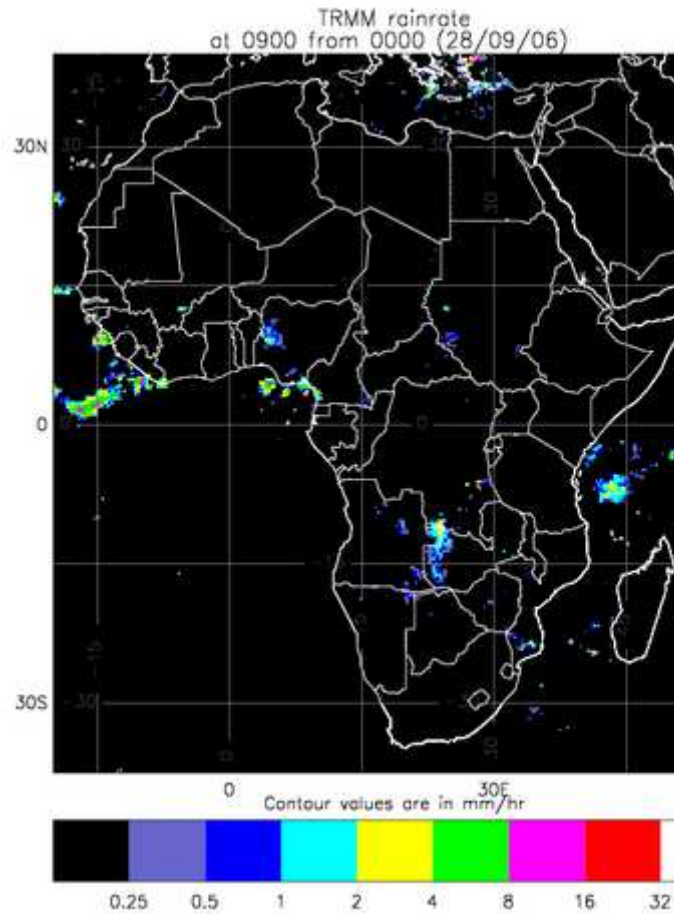 TRMM rainrate
at 0900 from 0000 (28/09/06)
30N
0
30S
0 30E
Contour values are in mm/hr
0.25 0.5 1 2 4 8 16 32